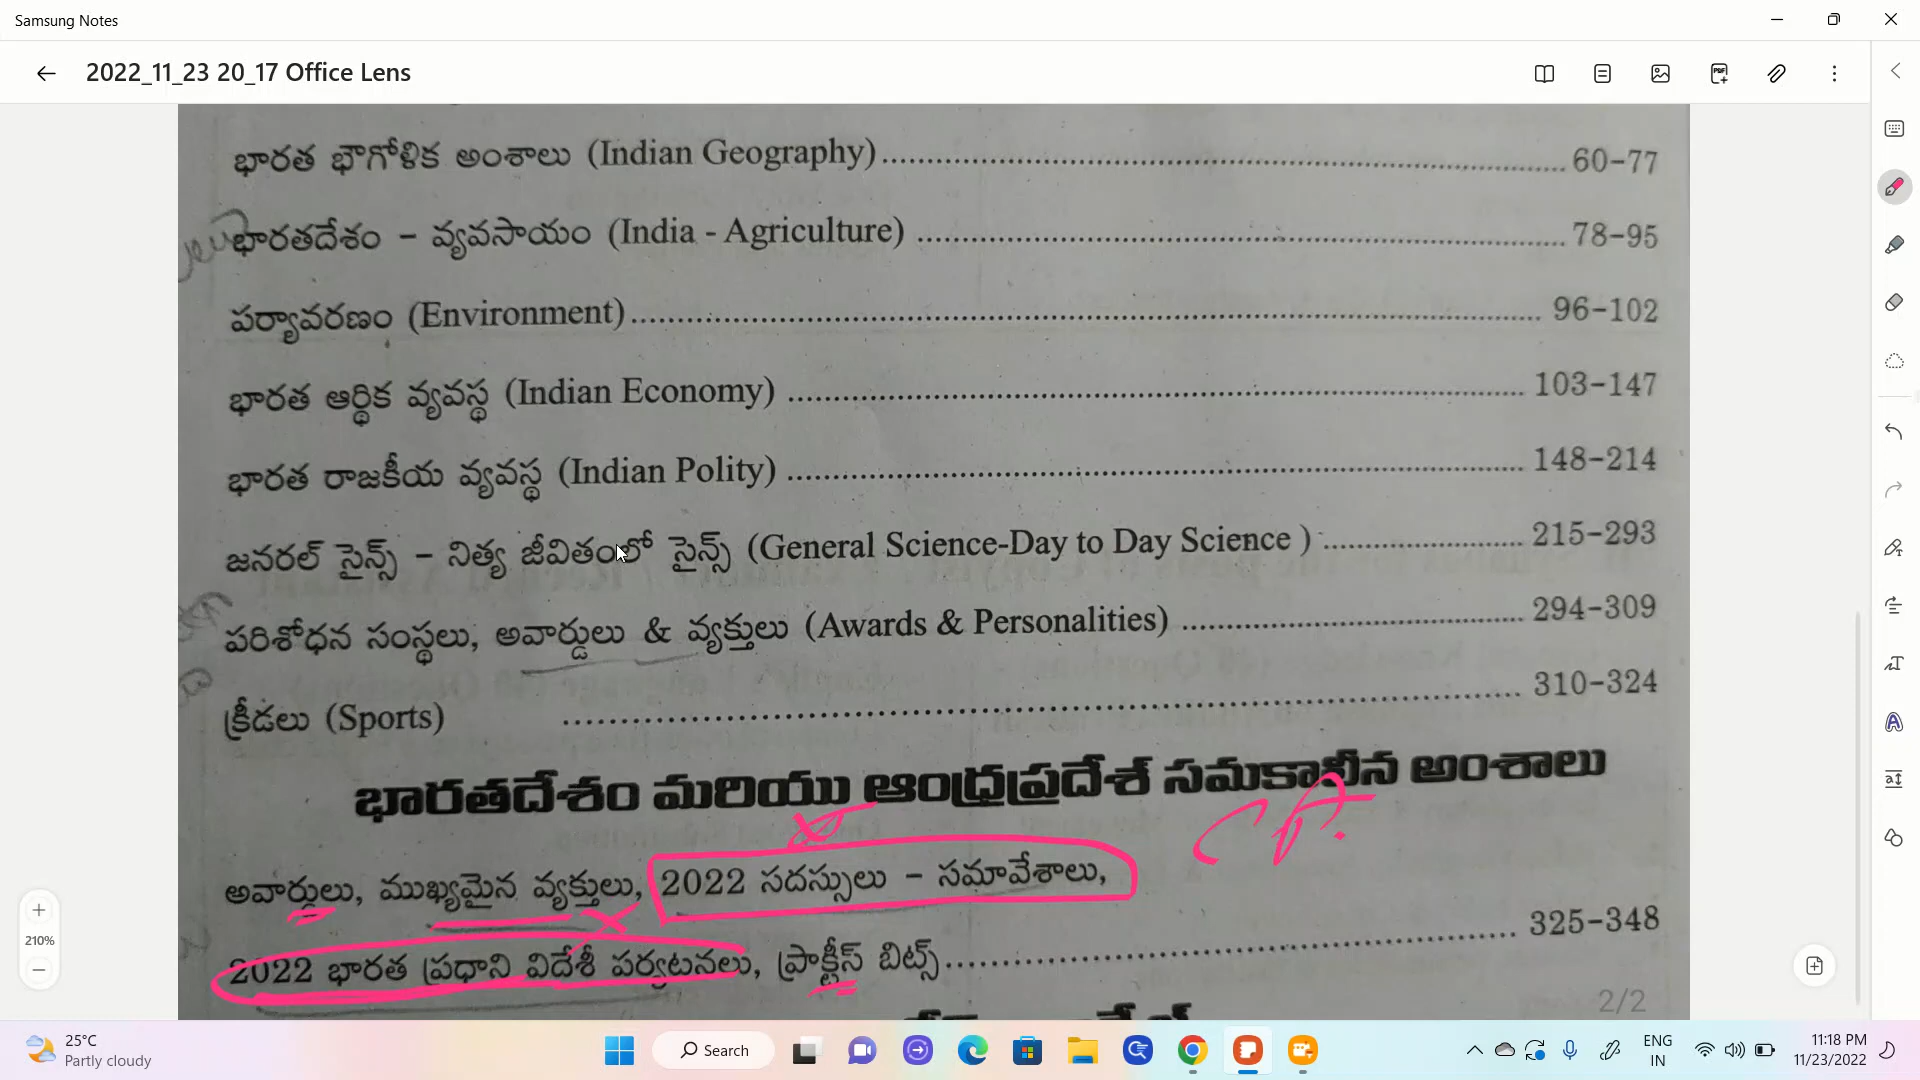 Samsung Notes
2022_11_23 20_17 Office Lens
భారత భౌగోళిక అంశాలు (Indian Geography) 60-77
భారతదేశం - వ్యవసాయం (India - Agriculture) 78-95
పర్యావరణం (Environment) 96-102
భారత ఆర్థిక వ్యవస్థ (Indian Economy) 103-147
భారత రాజకీయ వ్యవస్థ (Indian Polity) 148-214
జనరల్ సైన్స్ - నిత్య జీవితంలో సైన్స్ (General Science-Day to Day Science ) 215-293
పరిశోధన సంస్థలు, అవార్డులు & వ్యక్తులు (Awards & Personalities) 294-309
క్రీడలు (Sports) 310-324
భారతదేశం మరియు ఆంధ్రప్రదేశ్ సమకాలీన అంశాలు
అవార్డులు, ముఖ్యమైన వ్యక్తులు, 2022 సదస్సులు - సమావేశాలు,
2022 భారత ప్రధాని విదేశీ పర్యటనలు, ప్రాక్టీస్ బిట్స్ 325-348
2/2
210%
25°C
Partly cloudy
Search
ENG
IN
11:18 PM
11/23/2022